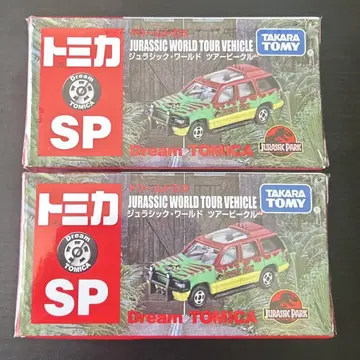 トミカ
Dream
TOMICA
SP
JURASSIC WORLD TOUR VEHICLE
ジュラシック・ワールド ツアービークル
TAKARA
TOMY
Dream TOMICA
JURASSIC PARK
トミカ
Dream
TOMICA
SP
JURASSIC WORLD TOUR VEHICLE
ジュラシック・ワールド ツアービークル
TAKARA
TOMY
Dream TOMICA
JURASSIC PARK